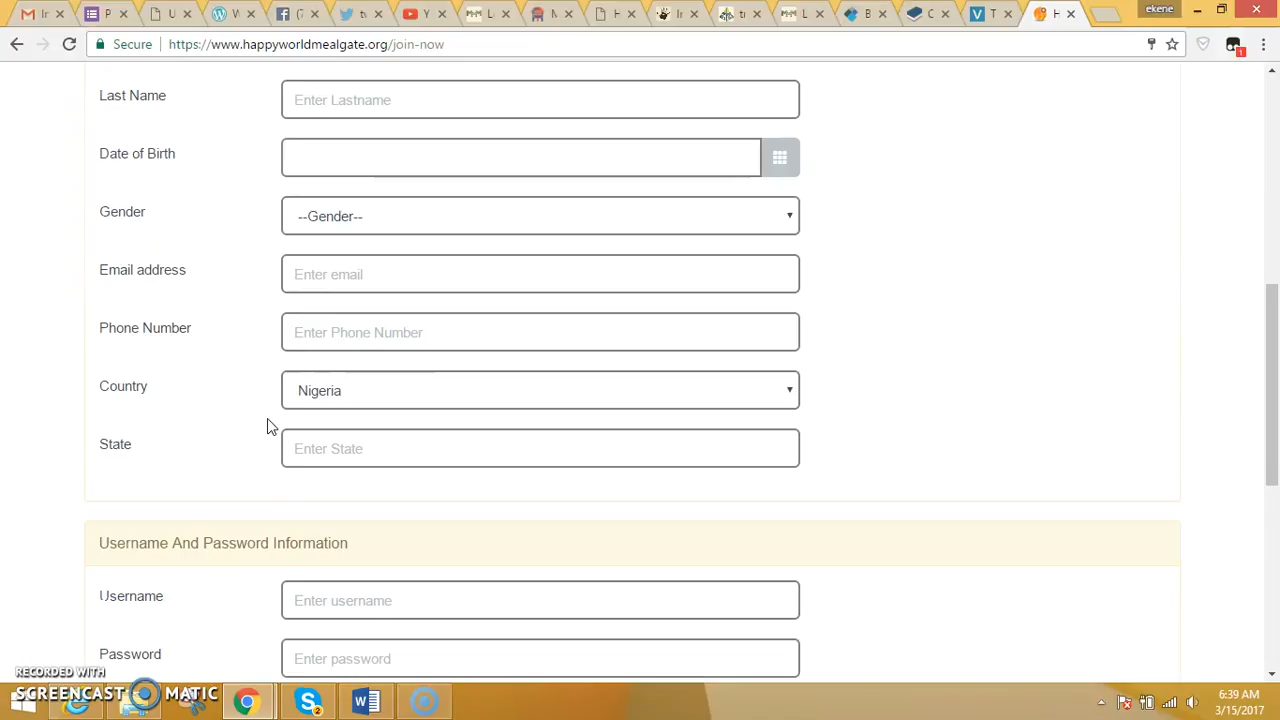 ekene
Secure https://www.happyworldmealgate.org/join-now
1
Last Name
Enter Lastname
Date of Birth
Gender
--Gender--
Email address
Enter email
Phone Number
Enter Phone Number
Country
Nigeria
State
Enter State
Username And Password Information
Username
Enter username
Password
Enter password
RECORDED WITH
SCREENCAST MATIC
2
6:39 AM
3/15/2017